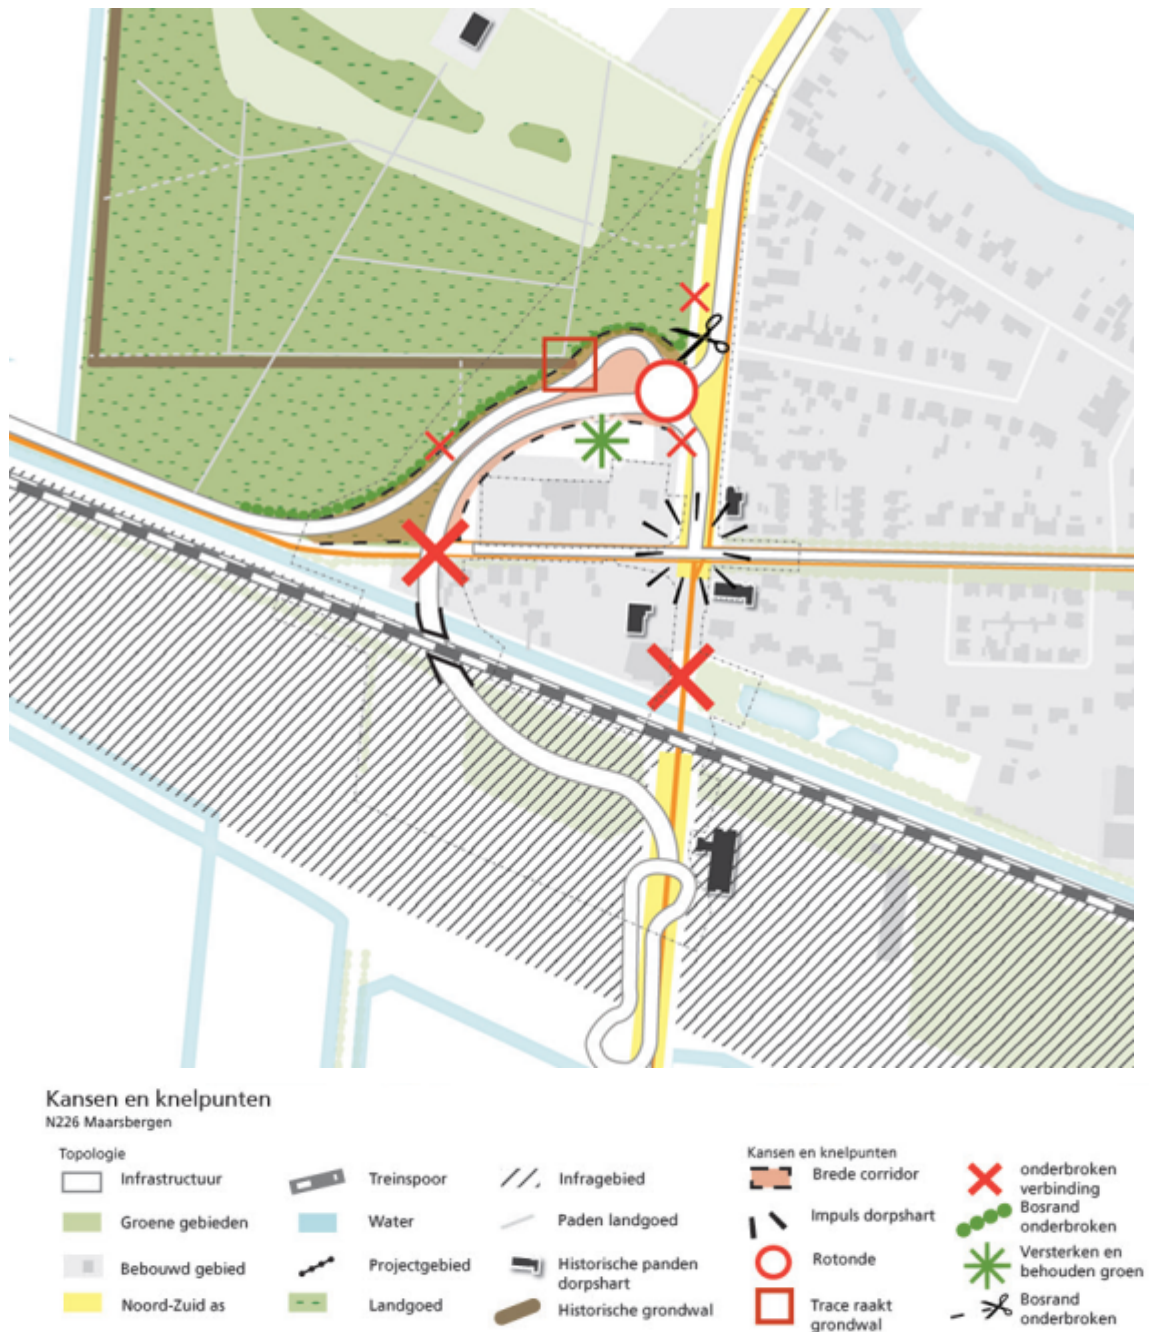 Kansen en knelpunten
N226 Maarsbergen
Topologie
Infrastructuur
Groene gebieden
Bebouwd gebied
Noord-Zuid as
Treinspoor
Water
Projectgebied
Landgoed
Infragebied
Paden landgoed
Historische panden
dorpshart
Historische grondwal
Kansen en knelpunten
Brede corridor
Impuls dorpshart
Rotonde
Trace raakt
grondwal
onderbroken
verbinding
Bosrand
onderbroken
Versterken en
behouden groen
Bosrand
onderbroken